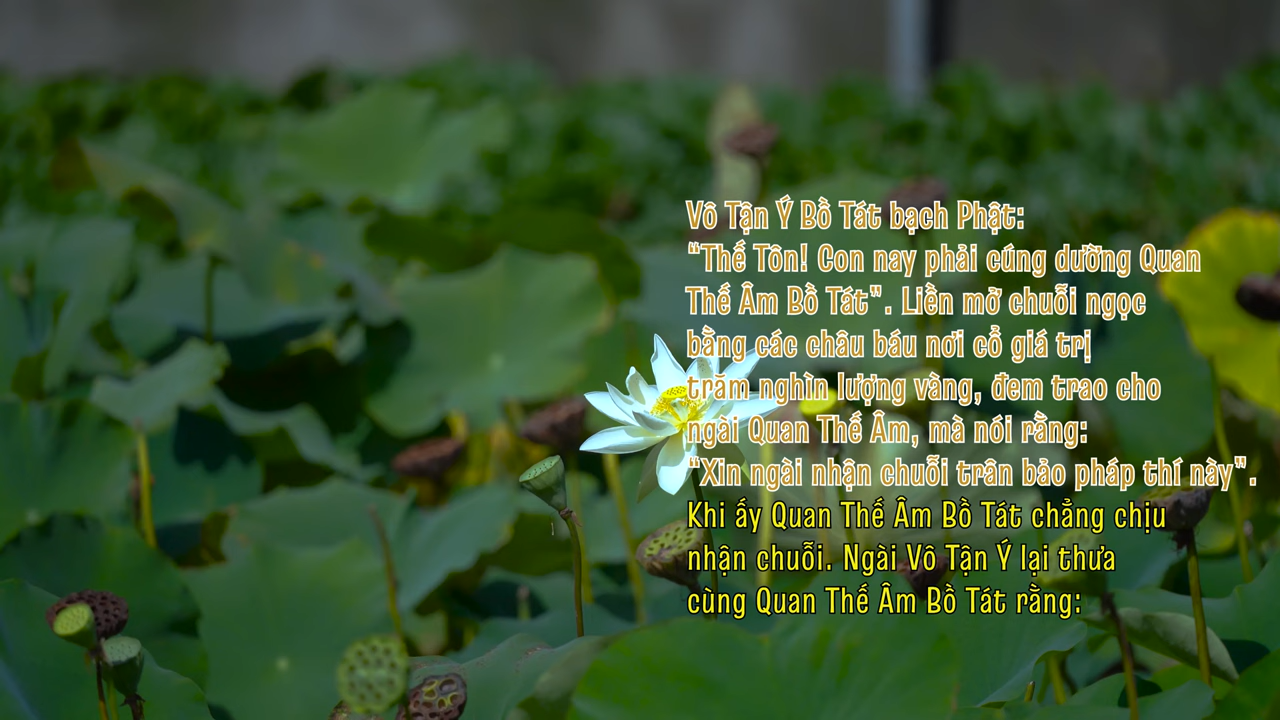 Vô Tận Ý Bồ Tát bạch Phật:
“Thế Tôn! Con nay phải cúng dường Quan
Thế Âm Bồ Tát”. Liền mở chuỗi ngọc
bằng các châu báu nơi cổ giá trị
trăm nghìn lượng vàng, đem trao cho
ngài Quan Thế Âm, mà nói rằng:
“Xin ngài nhận chuỗi trân bảo pháp thí này”.
Khi ấy Quan Thế Âm Bồ Tát chẳng chịu
nhận chuỗi. Ngài Vô Tận Ý lại thưa
cùng Quan Thế Âm Bồ Tát rằng: